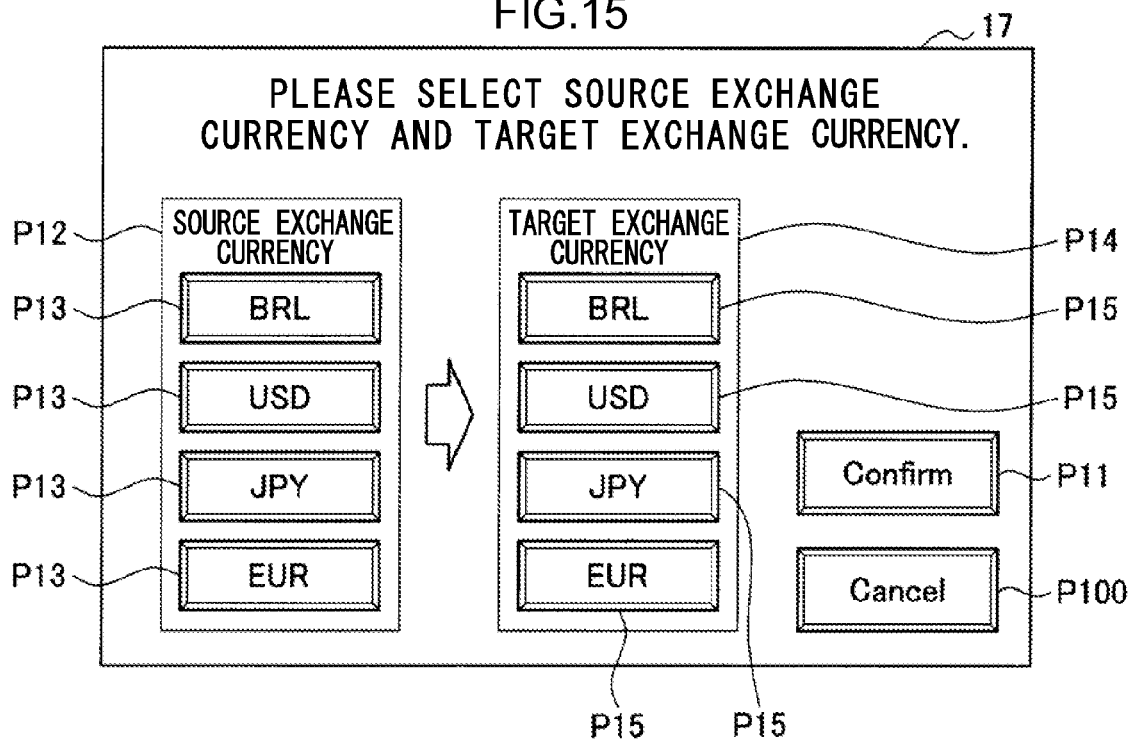 FIG.15
17
PLEASE SELECT SOURCE EXCHANGE
CURRENCY AND TARGET EXCHANGE CURRENCY.
P12
SOURCE EXCHANGE
CURRENCY
P13
BRL
P13
USD
P13
JPY
P13
EUR
TARGET EXCHANGE
CURRENCY
P14
BRL
P15
USD
P15
JPY
P15
EUR
P15
Confirm
P11
Cancel
P100